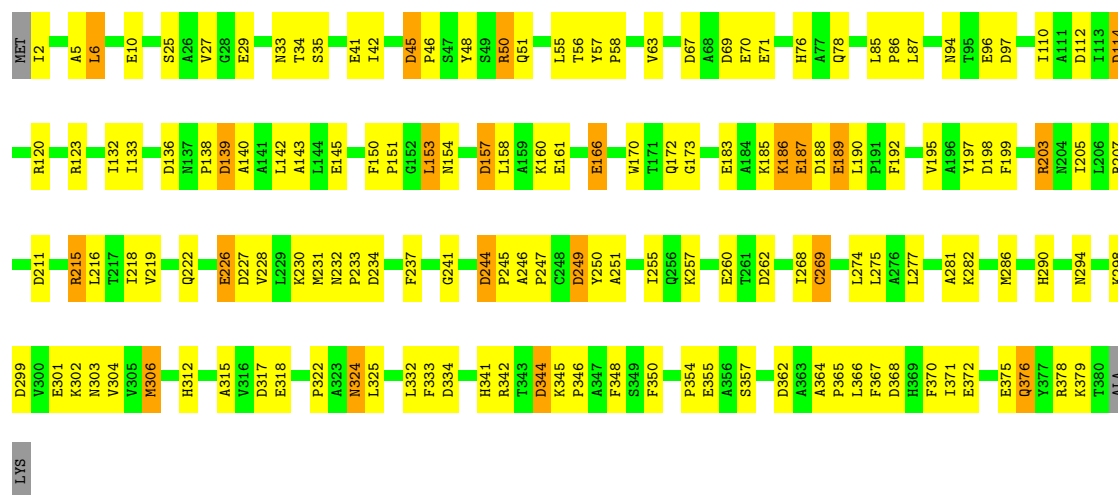 MET I2 A5 L6 E10 S25 A26 V27 G28 E29 N33 T34 S35 E41 I42 D45 P46 S47 Y48 S49 R50 Q51 L55 T56 Y57 P58 V63 D67 A68 D69 E70 E71 H76 A77 Q78 L85 P86 L87 N94 T95 E96 D97 I110 A111 D112 I113 D114
R120 R123 I132 I133 D136 N137 P138 D139 A140 A141 L142 A143 L144 E145 F150 P151 G152 L153 N154 D157 L158 A159 K160 E161 E166 W170 T171 Q172 G173 E183 A184 K185 K186 E187 D188 E189 L190 P191 F192 V195 A196 Y197 D198 F199 R203 N204 I205 L206 R207
D211 R215 L216 T217 I218 V219 Q222 E226 D227 V228 L229 K230 M231 N232 P233 D234 F237 G241 D244 P245 A246 P247 C248 D249 Y250 A251 I255 Q256 K257 E260 T261 D262 I268 C269 L274 L275 A276 L277 A281 K282 M286 H290 N294 K298
D299 V300 E301 K302 N303 V304 V305 M306 H312 A315 V316 D317 E318 P322 A323 N324 L325 L332 F333 D334 H341 R342 T343 D344 K345 P346 A347 F348 S349 F350 P354 E355 A356 S357 D362 A363 A364 P365 L366 F367 D368 H369 F370 I371 E372 E375 Q376 Y377 R378 K379 T380 ALA
LYS